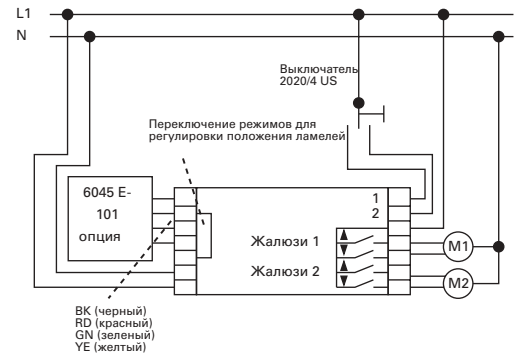 L1
N
Выключатель
2020/4 US
Переключение режимов для
регулировки положения ламелей
6045 E-
101
опция
1
2
Жалюзи 1
Жалюзи 2
M1
M2
BK (черный)
RD (красный)
GN (зеленый)
YE (желтый)